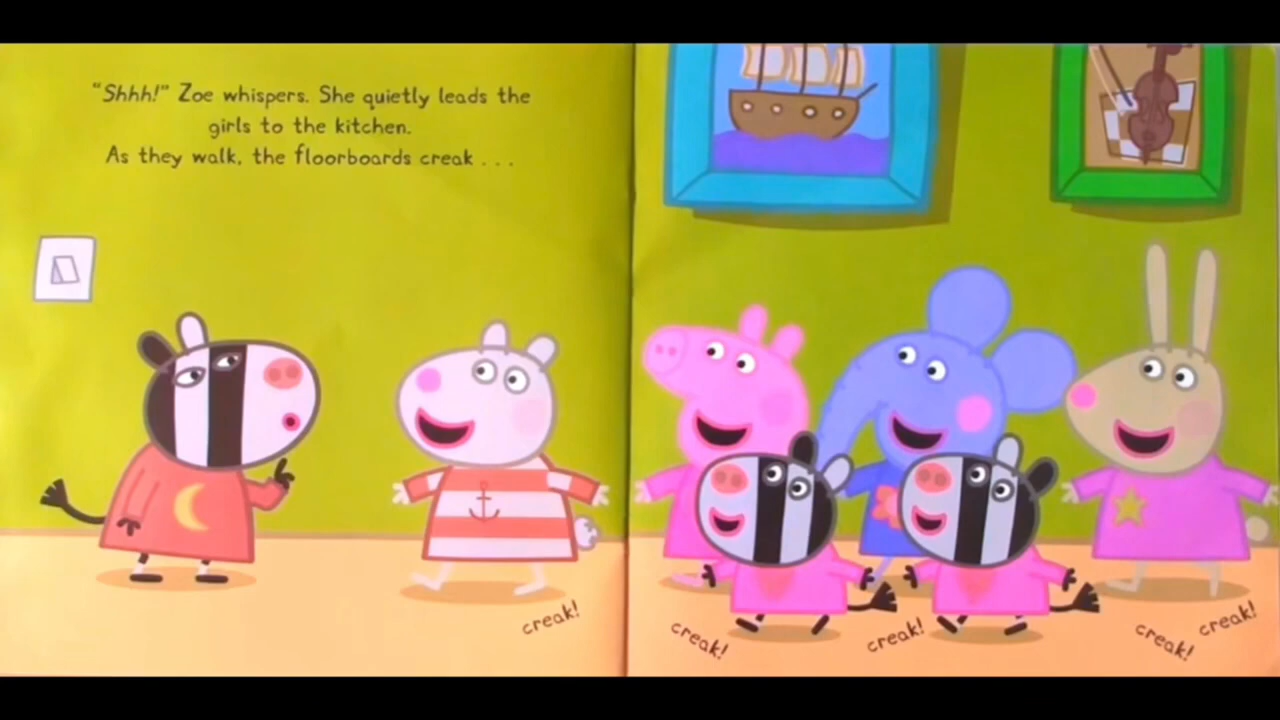 "Shhh!" Zoe whispers. She quietly leads the
girls to the kitchen.
As they walk, the floorboards creak . . .
creak!
creak!
creak!
creak!
creak!